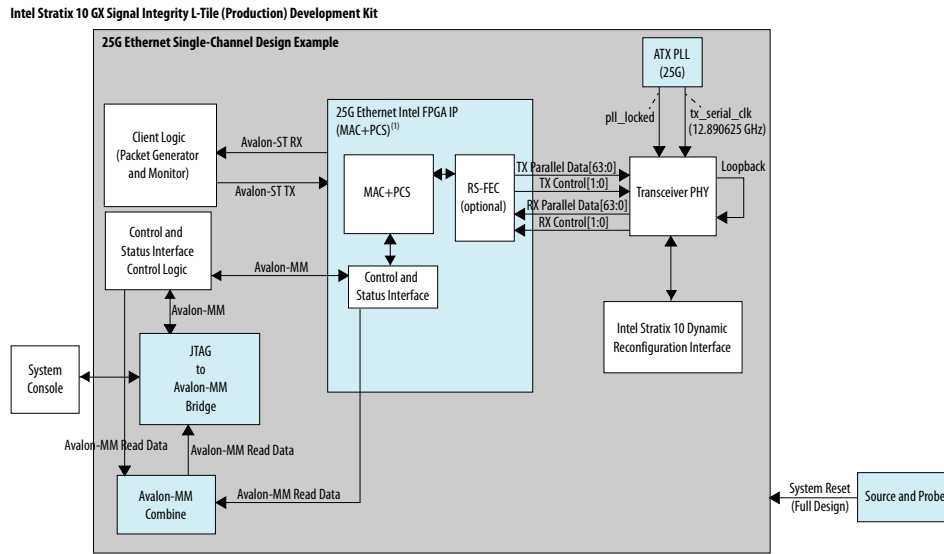 Intel Stratix 10 GX Signal Integrity L-Tile (Production) Development Kit
25G Ethernet Single-Channel Design Example
ATX PLL
(25G)
pll_locked
tx_serial_clk
(12.890625 GHz)
25G Ethernet Intel FPGA IP
(MAC+PCS)(1)
Client Logic
(Packet Generator
and Monitor)
Avalon-ST RX
Avalon-ST TX
MAC+PCS
RS-FEC
(optional)
TX Parallel Data[63:0]
TX Control[1:0]
RX Parallel Data[63:0]
RX Control[1:0]
Transceiver PHY
Loopback
Control and
Status Interface
Control Logic
Avalon-MM
Control and
Status Interface
Avalon-MM
Intel Stratix 10 Dynamic
Reconfiguration Interface
System
Console
JTAG
to
Avalon-MM
Bridge
Avalon-MM Read Data
Avalon-MM Read Data
Avalon-MM
Combine
Avalon-MM Read Data
System Reset
(Full Design)
Source and Probe